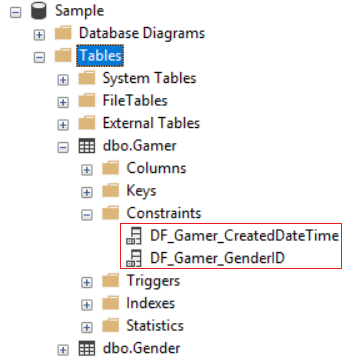 Sample
Database Diagrams
Tables
System Tables
FileTables
External Tables
dbo.Gamer
Columns
Keys
Constraints
DF_Gamer_CreatedDateTime
DF_Gamer_GenderID
Triggers
Indexes
Statistics
dbo.Gender